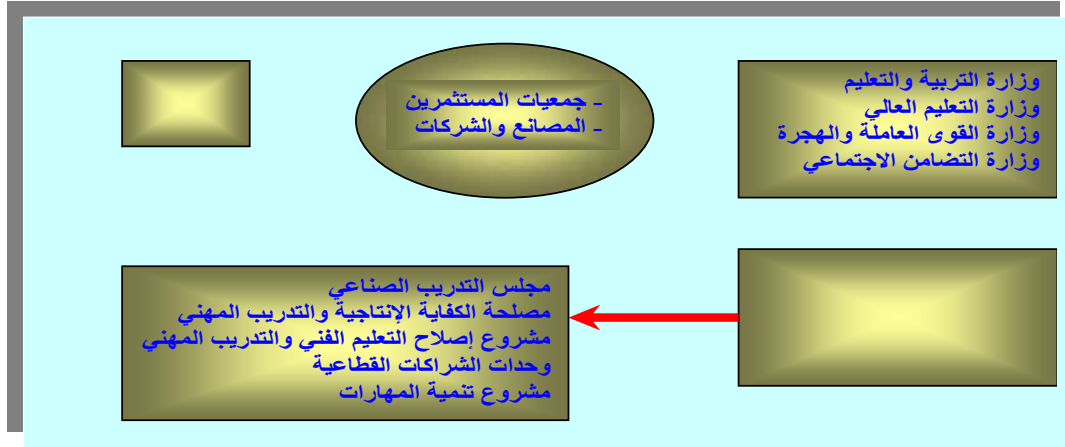 وزارة التربية والتعليم
وزارة التعليم العالي
وزارة القوى العاملة والهجرة
وزارة التضامن الاجتماعي
- جمعيات المستثمرين
- المصانع والشركات
مجلس التدريب الصناعي
مصلحة الكفاية الإنتاجية والتدريب المهني
مشروع إصلاح التعليم الفني والتدريب المهني
وحدات الشراكات القطاعية
مشروع تنمية المهارات